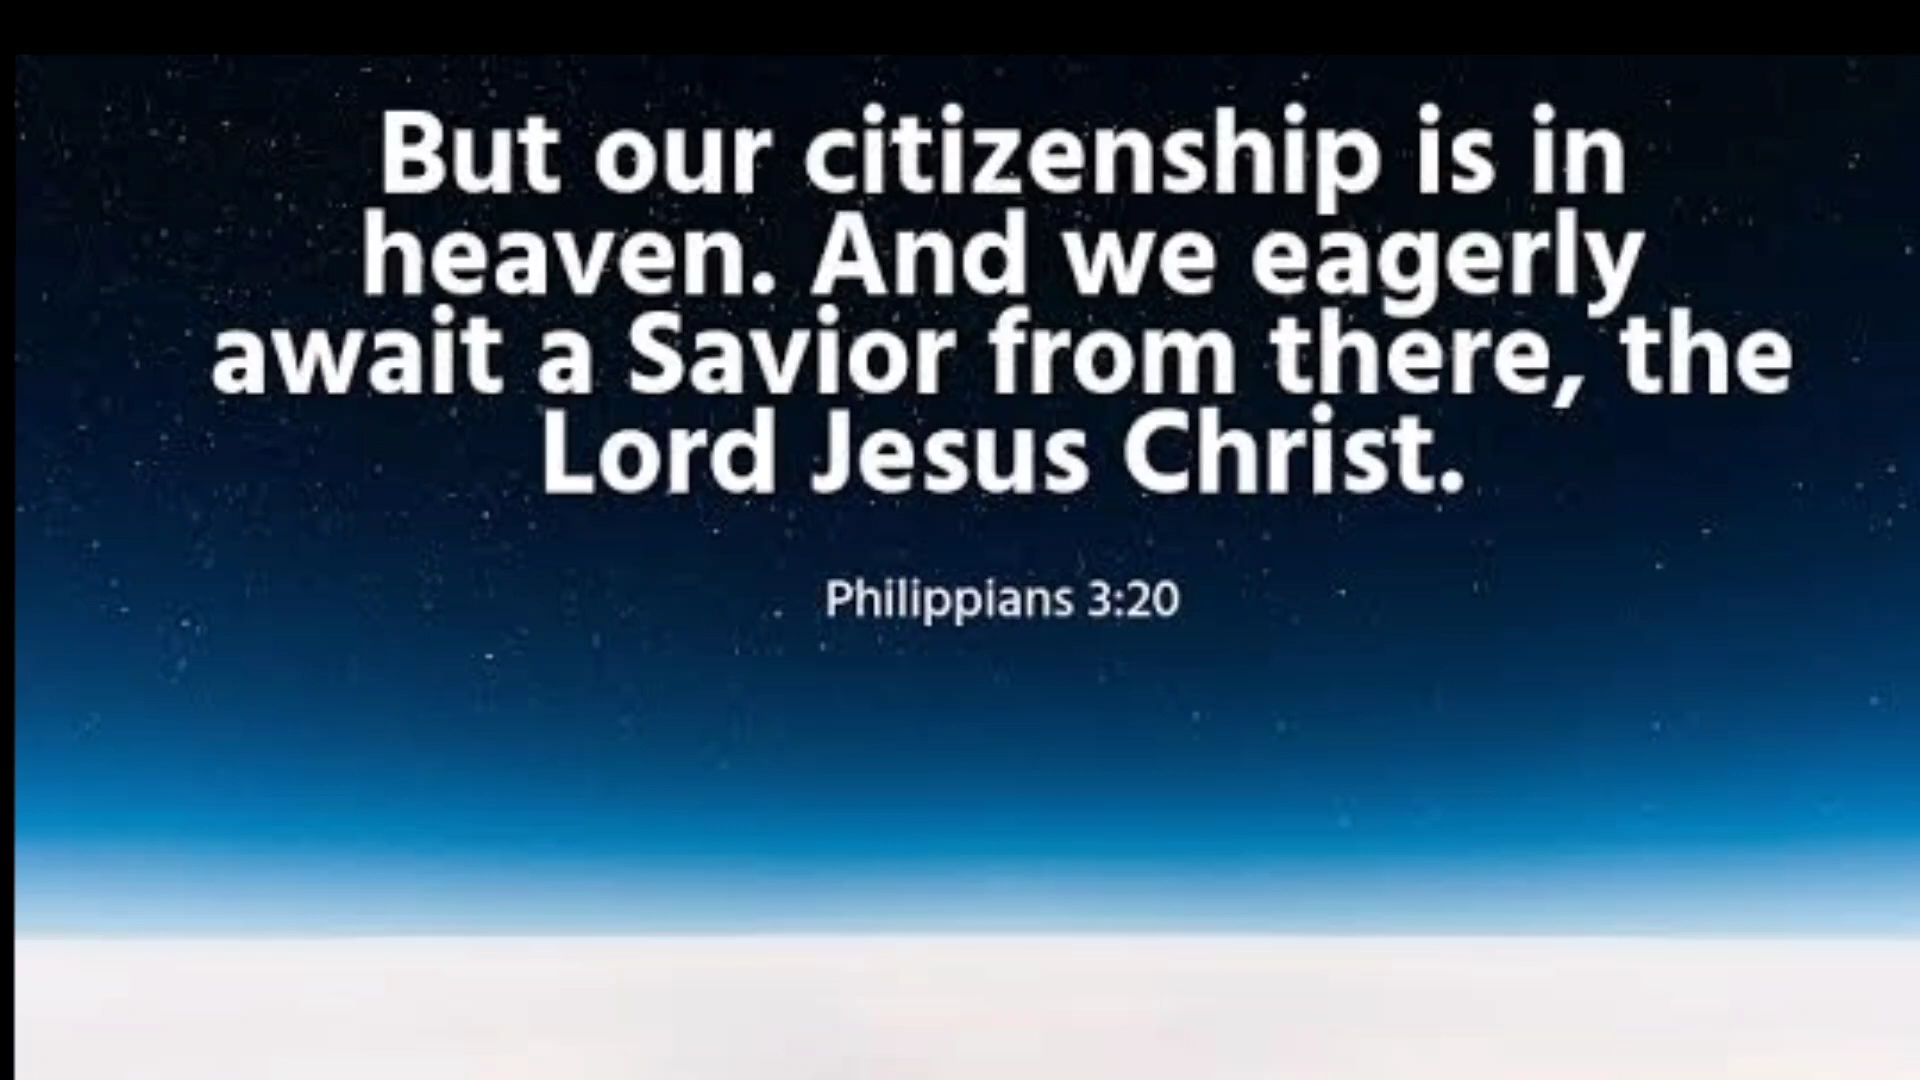 But our citizenship is in
heaven. And we eagerly
await a Savior from there, the
Lord Jesus Christ.
Philippians 3:20